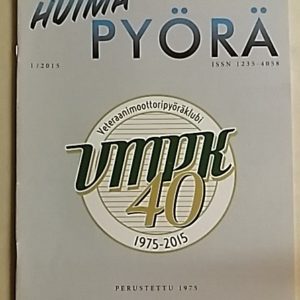 HUIMA
PYÖRÄ
1/2015
ISSN 1235-4058
Veteraanimoottoripyöräklubi
VMPK
40
1975-2015
PERUSTETTU 1975